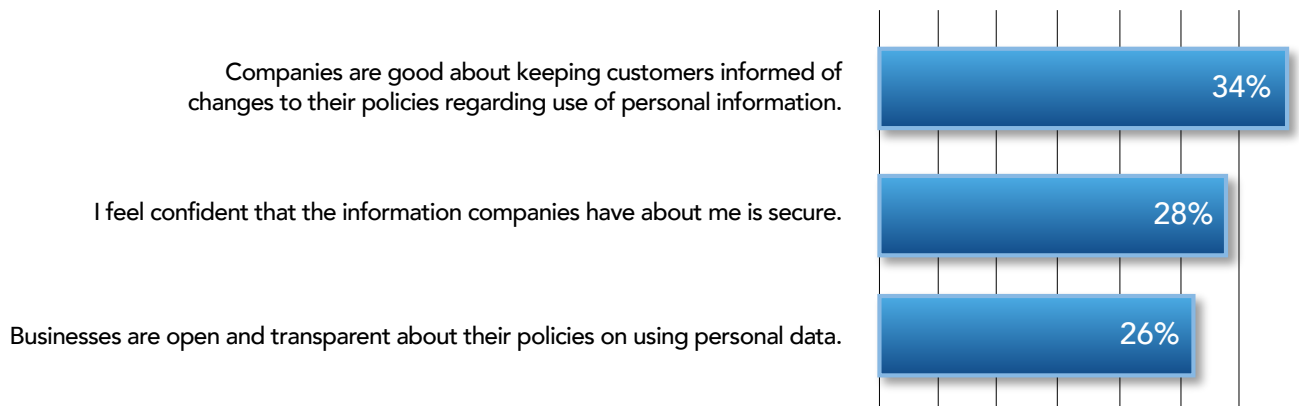 Companies are good about keeping customers informed of
changes to their policies regarding use of personal information.
34%
I feel confident that the information companies have about me is secure.
28%
Businesses are open and transparent about their policies on using personal data.
26%